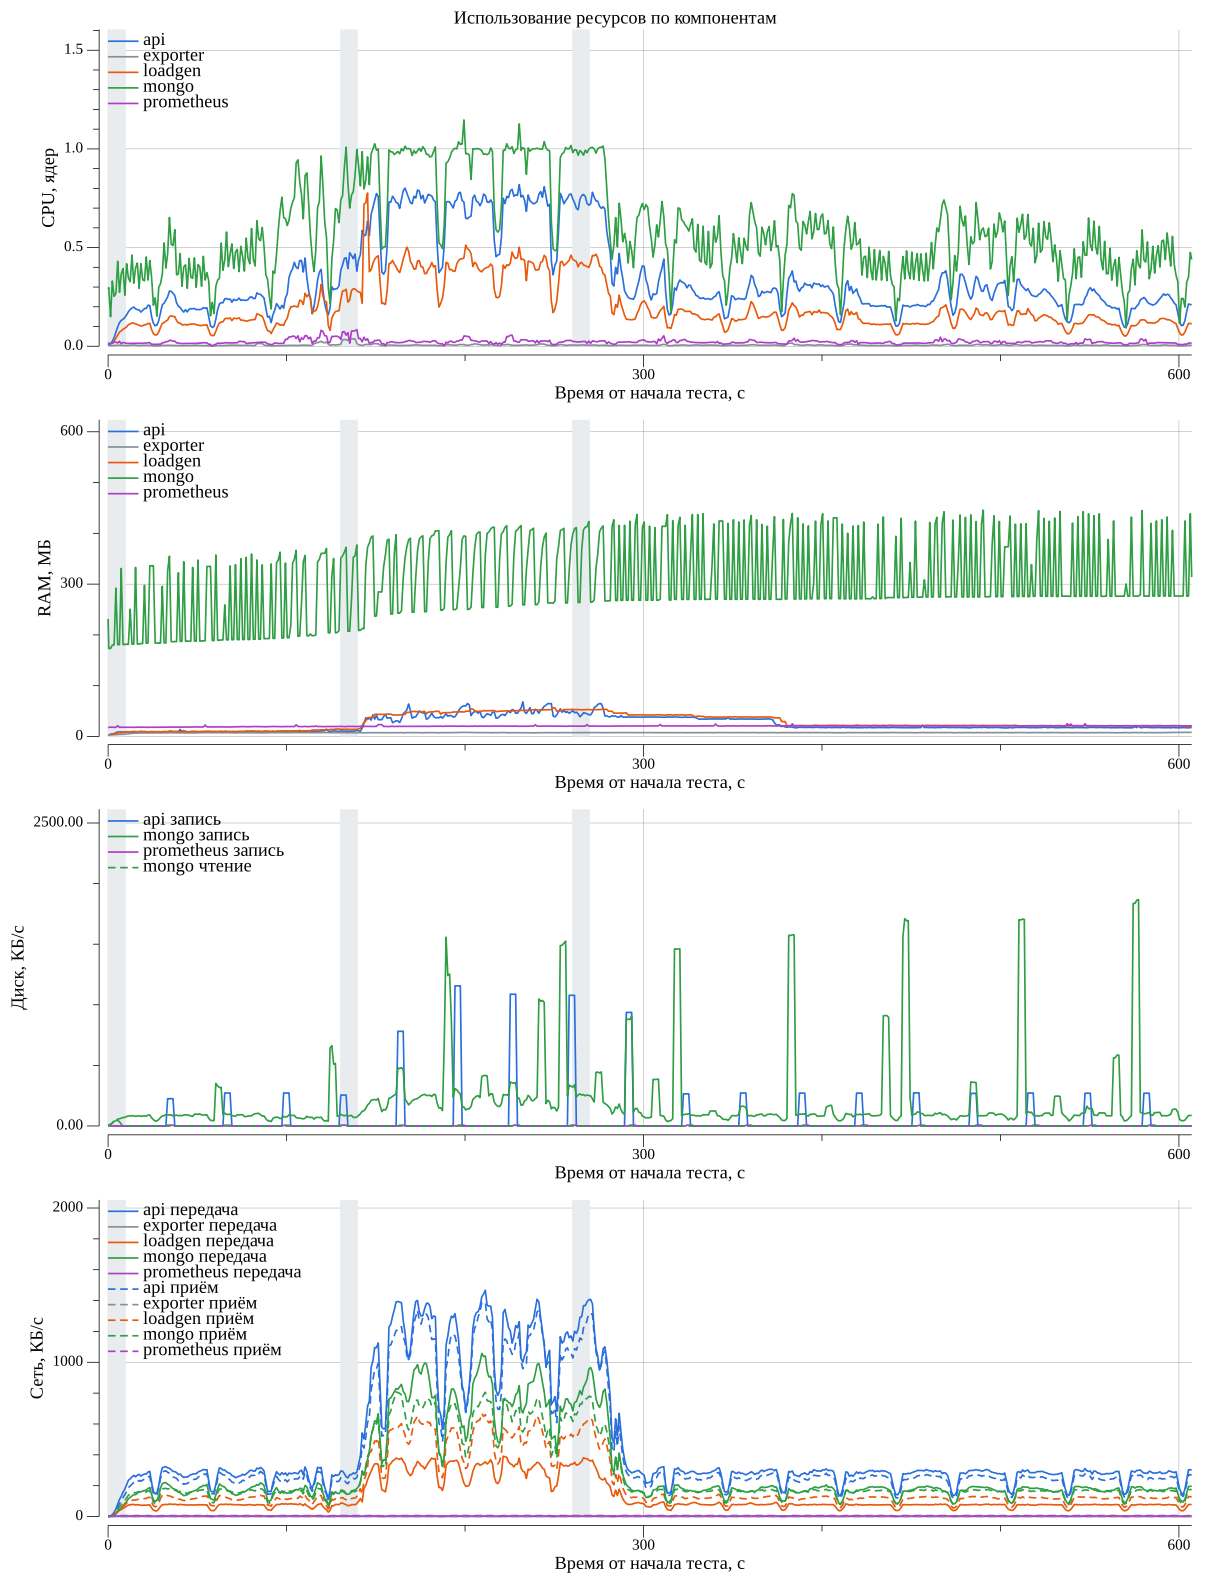 Использование ресурсов по компонентам
api
exporter
loadgen
mongo
prometheus
1.5
1.0
0.5
0.0
CPU, ядер
0
300
600
Время от начала теста, с
api
exporter
loadgen
mongo
prometheus
600
300
0
RAM, МБ
0
300
600
Время от начала теста, с
api запись
mongo запись
prometheus запись
mongo чтение
2500.00
0.00
Диск, КБ/с
0
300
600
Время от начала теста, с
api передача
exporter передача
loadgen передача
mongo передача
prometheus передача
api приём
exporter приём
loadgen приём
mongo приём
prometheus приём
2000
1000
0
Сеть, КБ/с
0
300
600
Время от начала теста, с